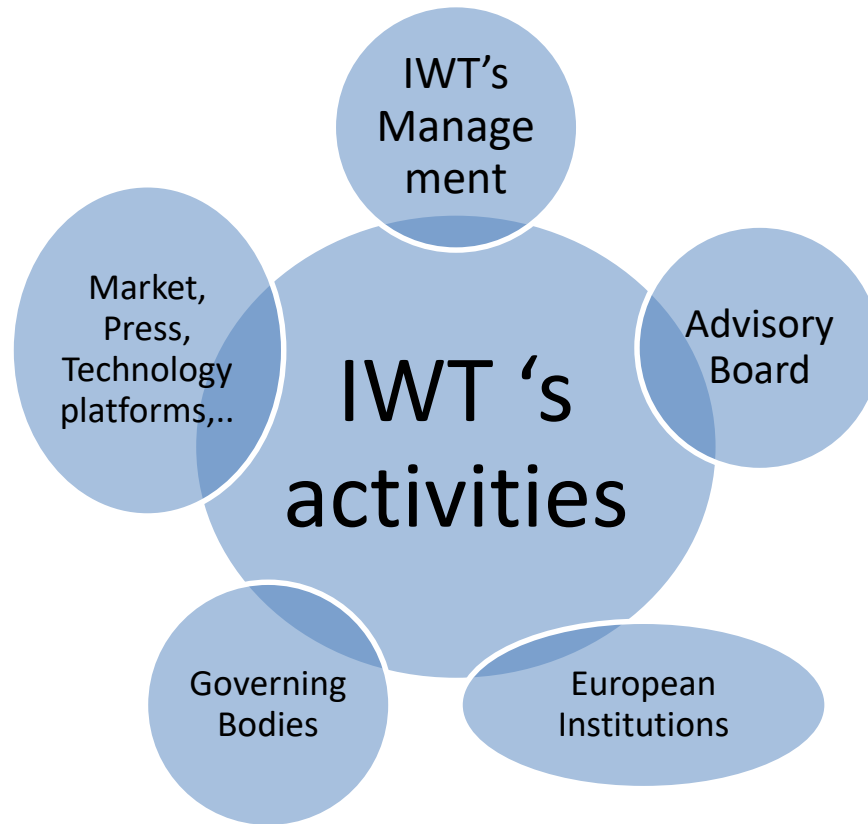 IWT’s
Manage
ment
Market,
Press,
Technology
platforms,..
Advisory
Board
IWT ‘s
activities
Governing
Bodies
European
Institutions